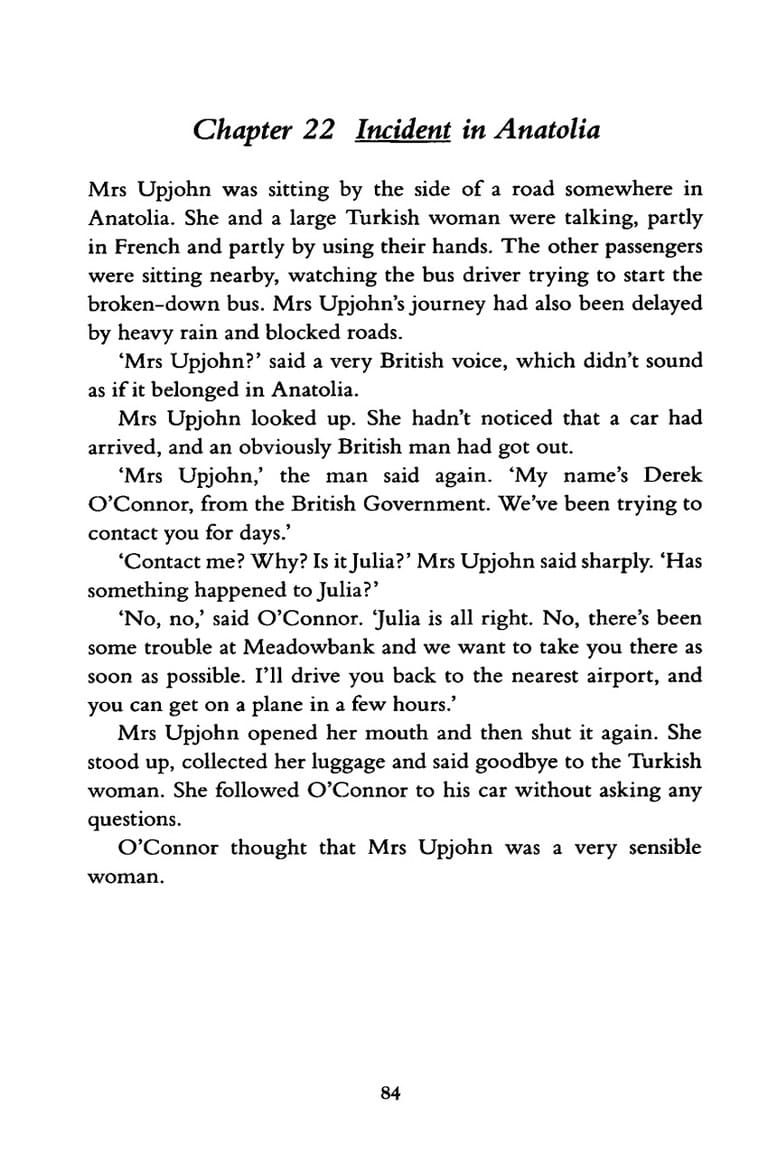 Chapter 22 Incident in Anatolia
Mrs Upjohn was sitting by the side of a road somewhere in
Anatolia. She and a large Turkish woman were talking, partly
in French and partly by using their hands. The other passengers
were sitting nearby, watching the bus driver trying to start the
broken-down bus. Mrs Upjohn's journey had also been delayed
by heavy rain and blocked roads.
‘Mrs Upjohn?’ said a very British voice, which didn't sound
as if it belonged in Anatolia.
Mrs Upjohn looked up. She hadn't noticed that a car had
arrived, and an obviously British man had got out.
‘Mrs Upjohn,’ the man said again. ‘My name's Derek
O'Connor, from the British Government. We've been trying to
contact you for days.’
‘Contact me? Why? Is it Julia?’ Mrs Upjohn said sharply. ‘Has
something happened to Julia?’
‘No, no,’ said O'Connor. ‘Julia is all right. No, there's been
some trouble at Meadowbank and we want to take you there as
soon as possible. I'll drive you back to the nearest airport, and
you can get on a plane in a few hours.’
Mrs Upjohn opened her mouth and then shut it again. She
stood up, collected her luggage and said goodbye to the Turkish
woman. She followed O'Connor to his car without asking any
questions.
O'Connor thought that Mrs Upjohn was a very sensible
woman.
84